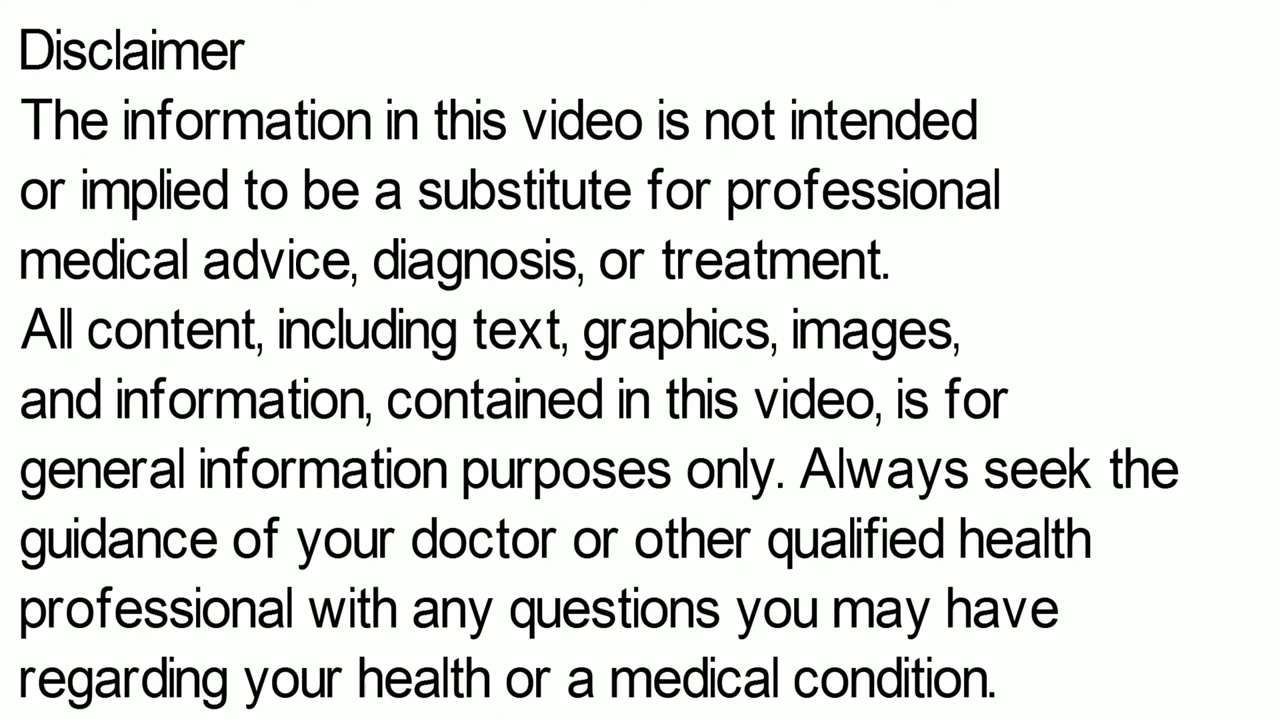 Disclaimer
The information in this video is not intended
or implied to be a substitute for professional
medical advice, diagnosis, or treatment.
All content, including text, graphics, images,
and information, contained in this video, is for
general information purposes only. Always seek the
guidance of your doctor or other qualified health
professional with any questions you may have
regarding your health or a medical condition.